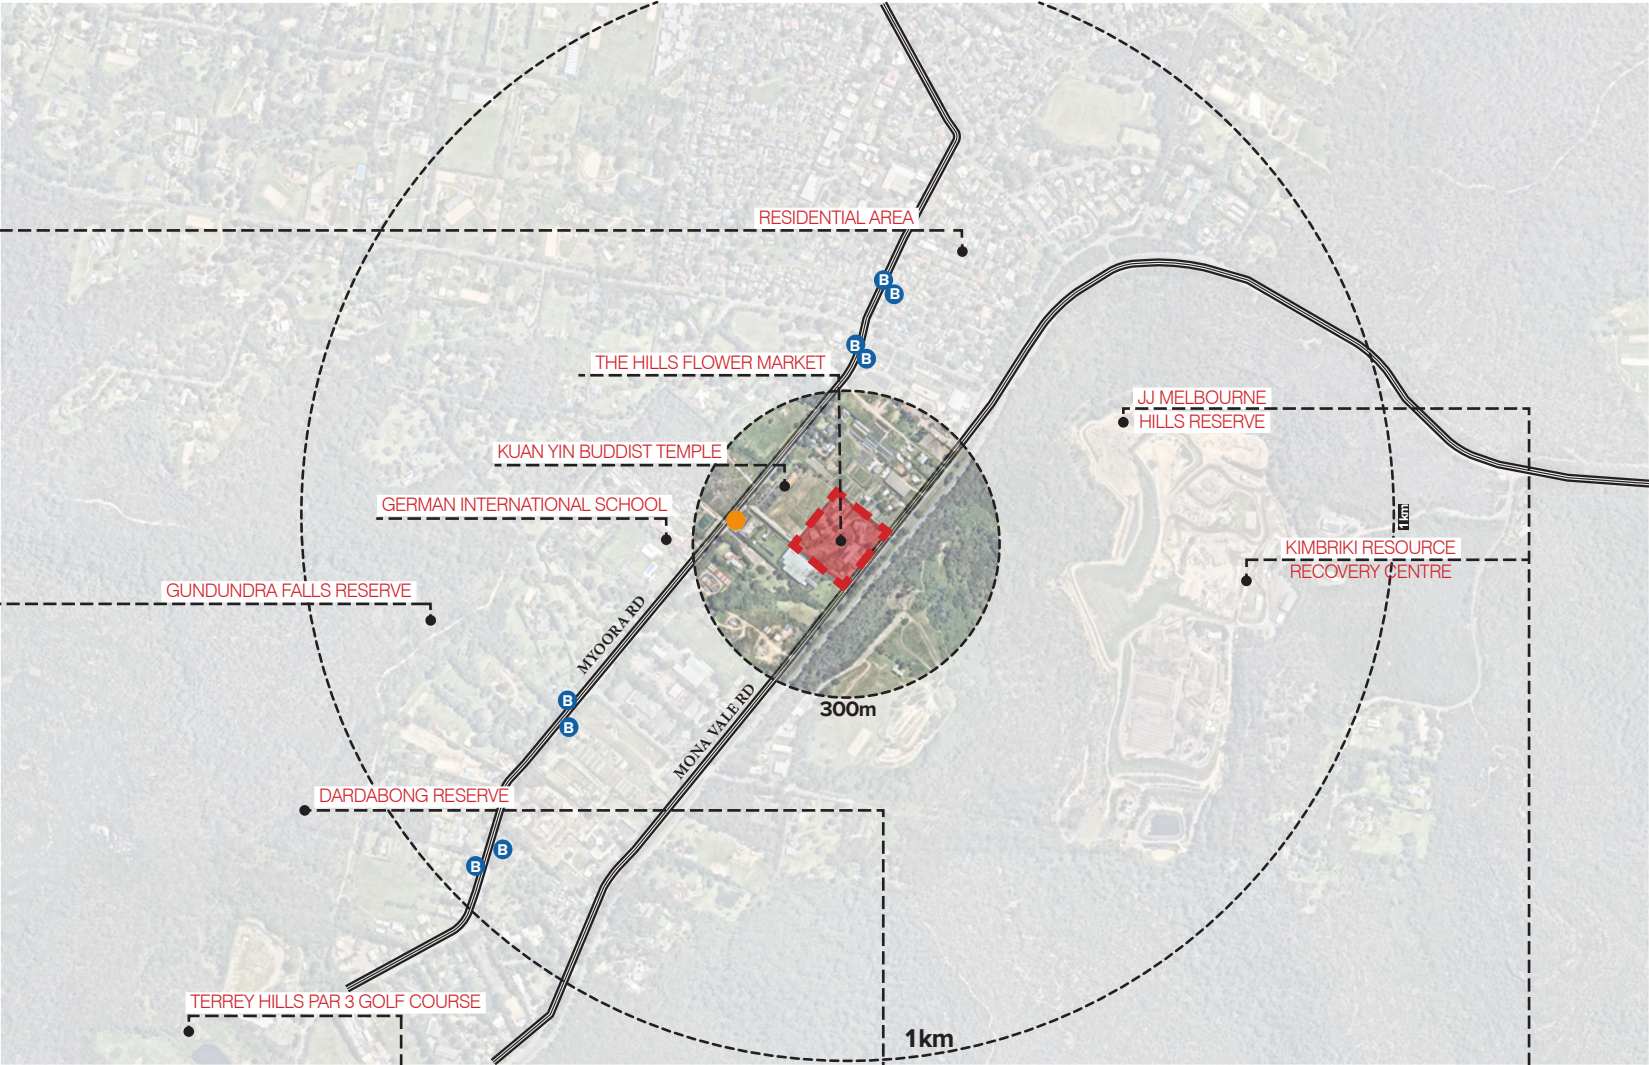 RESIDENTIAL AREA
B
B
B
B
THE HILLS FLOWER MARKET
JJ MELBOURNE
HILLS RESERVE
KUAN YIN BUDDIST TEMPLE
GERMAN INTERNATIONAL SCHOOL
1km
KIMBRIKI RESOURCE
RECOVERY CENTRE
GUNDUNDRA FALLS RESERVE
MYOORA RD
B
B
MONA VALE RD
300m
DARDABONG RESERVE
B
B
TERREY HILLS PAR 3 GOLF COURSE
1km